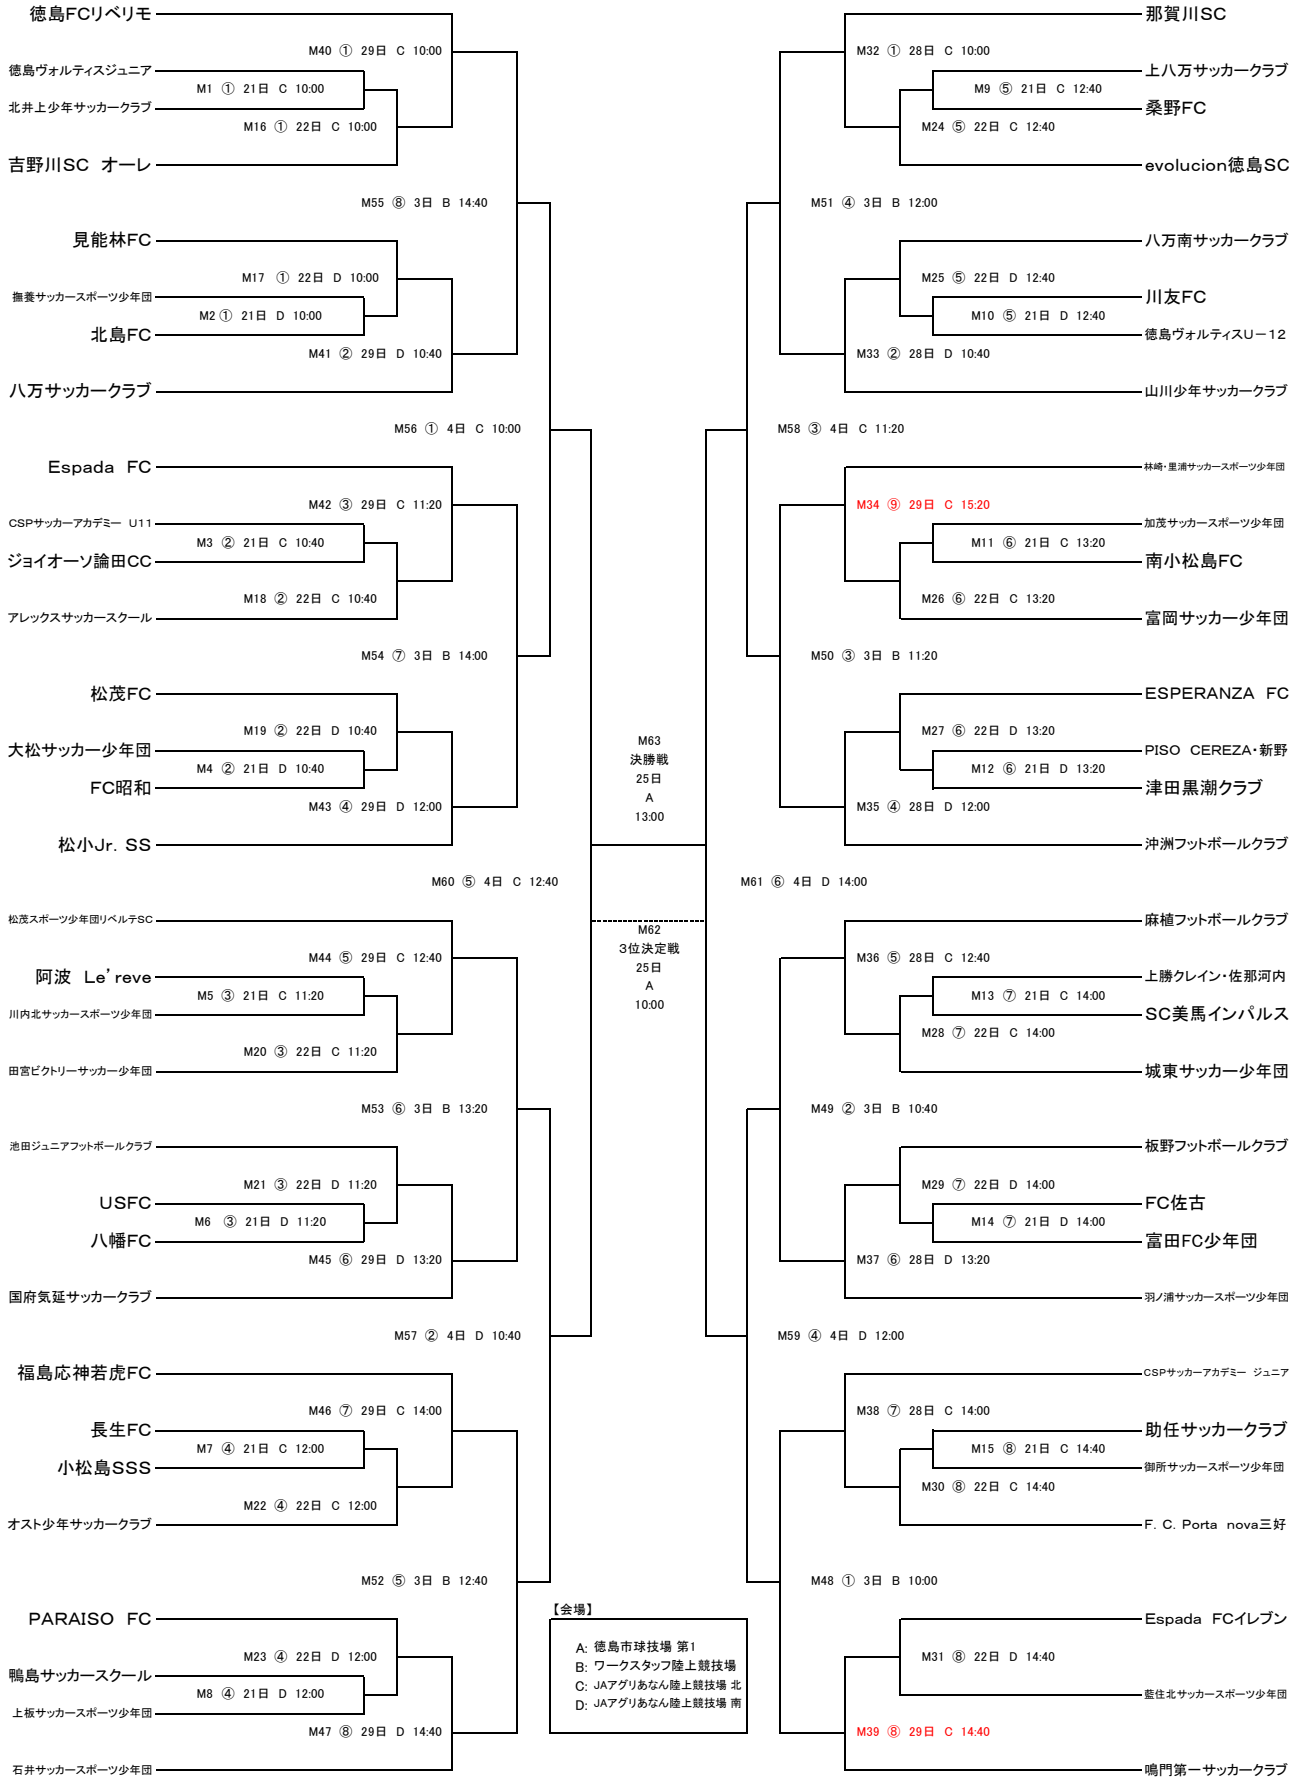 徳島FCリベリモ
M40 ① 29日 C 10:00
徳島ヴォルティスジュニア
M1 ① 21日 C 10:00
北井上少年サッカークラブ
M16 ① 22日 C 10:00
吉野川SC オーレ
M55 ⑧ 3日 B 14:40
見能林FC
M17 ① 22日 D 10:00
撫養サッカースポーツ少年団
M2 ① 21日 D 10:00
北島FC
M41 ② 29日 D 10:40
八万サッカークラブ
M56 ① 4日 C 10:00
Espada FC
M42 ③ 29日 C 11:20
CSPサッカーアカデミー U11
M3 ② 21日 C 10:40
ジョイオーソ論田CC
M18 ② 22日 C 10:40
アレックスサッカースクール
M54 ⑦ 3日 B 14:00
松茂FC
M19 ② 22日 D 10:40
大松サッカー少年団
M4 ② 21日 D 10:40
FC昭和
M43 ④ 29日 D 12:00
松小Jr. SS
M60 ⑤ 4日 C 12:40
松茂スポーツ少年団リベルテSC
M44 ⑤ 29日 C 12:40
阿波 Le'reve
M5 ③ 21日 C 11:20
川内北サッカースポーツ少年団
M20 ③ 22日 C 11:20
田宮ビクトリーサッカー少年団
M53 ⑥ 3日 B 13:20
池田ジュニアフットボールクラブ
M21 ③ 22日 D 11:20
USFC
M6 ③ 21日 D 11:20
八幡FC
M45 ⑥ 29日 D 13:20
国府気延サッカークラブ
M57 ② 4日 D 10:40
福島応神若虎FC
M46 ⑦ 29日 C 14:00
長生FC
M7 ④ 21日 C 12:00
小松島SSS
M22 ④ 22日 C 12:00
オスト少年サッカークラブ
M52 ⑤ 3日 B 12:40
PARAISO FC
M23 ④ 22日 D 12:00
鴨島サッカースクール
M8 ④ 21日 D 12:00
上板サッカースポーツ少年団
M47 ⑧ 29日 D 14:40
石井サッカースポーツ少年団
M63
決勝戦
25日
A
13:00
M62
3位決定戦
25日
A
10:00
【会場】
A: 徳島市球技場 第1
B: ワークスタッフ陸上競技場
C: JAアグリあなん陸上競技場 北
D: JAアグリあなん陸上競技場 南
那賀川SC
M32 ① 28日 C 10:00
上八万サッカークラブ
M9 ⑤ 21日 C 12:40
桑野FC
M24 ⑤ 22日 C 12:40
evolucion徳島SC
M51 ④ 3日 B 12:00
八万南サッカークラブ
M25 ⑤ 22日 D 12:40
川友FC
M10 ⑤ 21日 D 12:40
徳島ヴォルティスU-12
M33 ② 28日 D 10:40
山川少年サッカークラブ
M58 ③ 4日 C 11:20
林崎・里浦サッカースポーツ少年団
M34 ⑨ 29日 C 15:20
加茂サッカースポーツ少年団
M11 ⑥ 21日 C 13:20
南小松島FC
M26 ⑥ 22日 C 13:20
富岡サッカー少年団
M50 ③ 3日 B 11:20
ESPERANZA FC
M27 ⑥ 22日 D 13:20
PISO CEREZA・新野
M12 ⑥ 21日 D 13:20
津田黒潮クラブ
M35 ④ 28日 D 12:00
沖洲フットボールクラブ
M61 ⑥ 4日 D 14:00
麻植フットボールクラブ
M36 ⑤ 28日 C 12:40
上勝クレイン・佐那河内
M13 ⑦ 21日 C 14:00
SC美馬インパルス
M28 ⑦ 22日 C 14:00
城東サッカー少年団
M49 ② 3日 B 10:40
板野フットボールクラブ
M29 ⑦ 22日 D 14:00
FC佐古
M14 ⑦ 21日 D 14:00
富田FC少年団
M37 ⑥ 28日 D 13:20
羽ノ浦サッカースポーツ少年団
M59 ④ 4日 D 12:00
CSPサッカーアカデミー ジュニア
M38 ⑦ 28日 C 14:00
助任サッカークラブ
M15 ⑧ 21日 C 14:40
御所サッカースポーツ少年団
M30 ⑧ 22日 C 14:40
F. C. Porta nova三好
M48 ① 3日 B 10:00
Espada FCイレブン
M31 ⑧ 22日 D 14:40
藍住北サッカースポーツ少年団
M39 ⑧ 29日 C 14:40
鳴門第一サッカークラブ